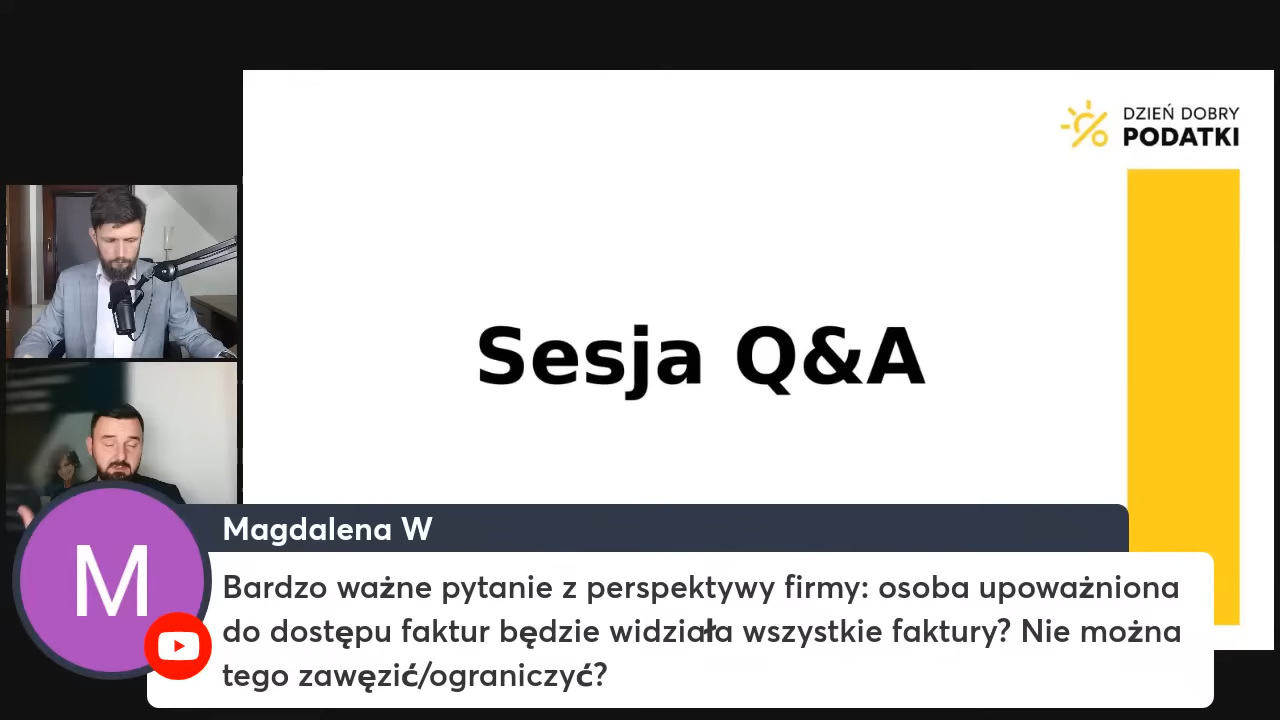 DZIEŃ DOBRY
PODATKI
Sesja Q&A
M
Magdalena W
Bardzo ważne pytanie z perspektywy firmy: osoba upoważniona
do dostępu faktur będzie widziała wszystkie faktury? Nie można
tego zawęzić/ograniczyć?